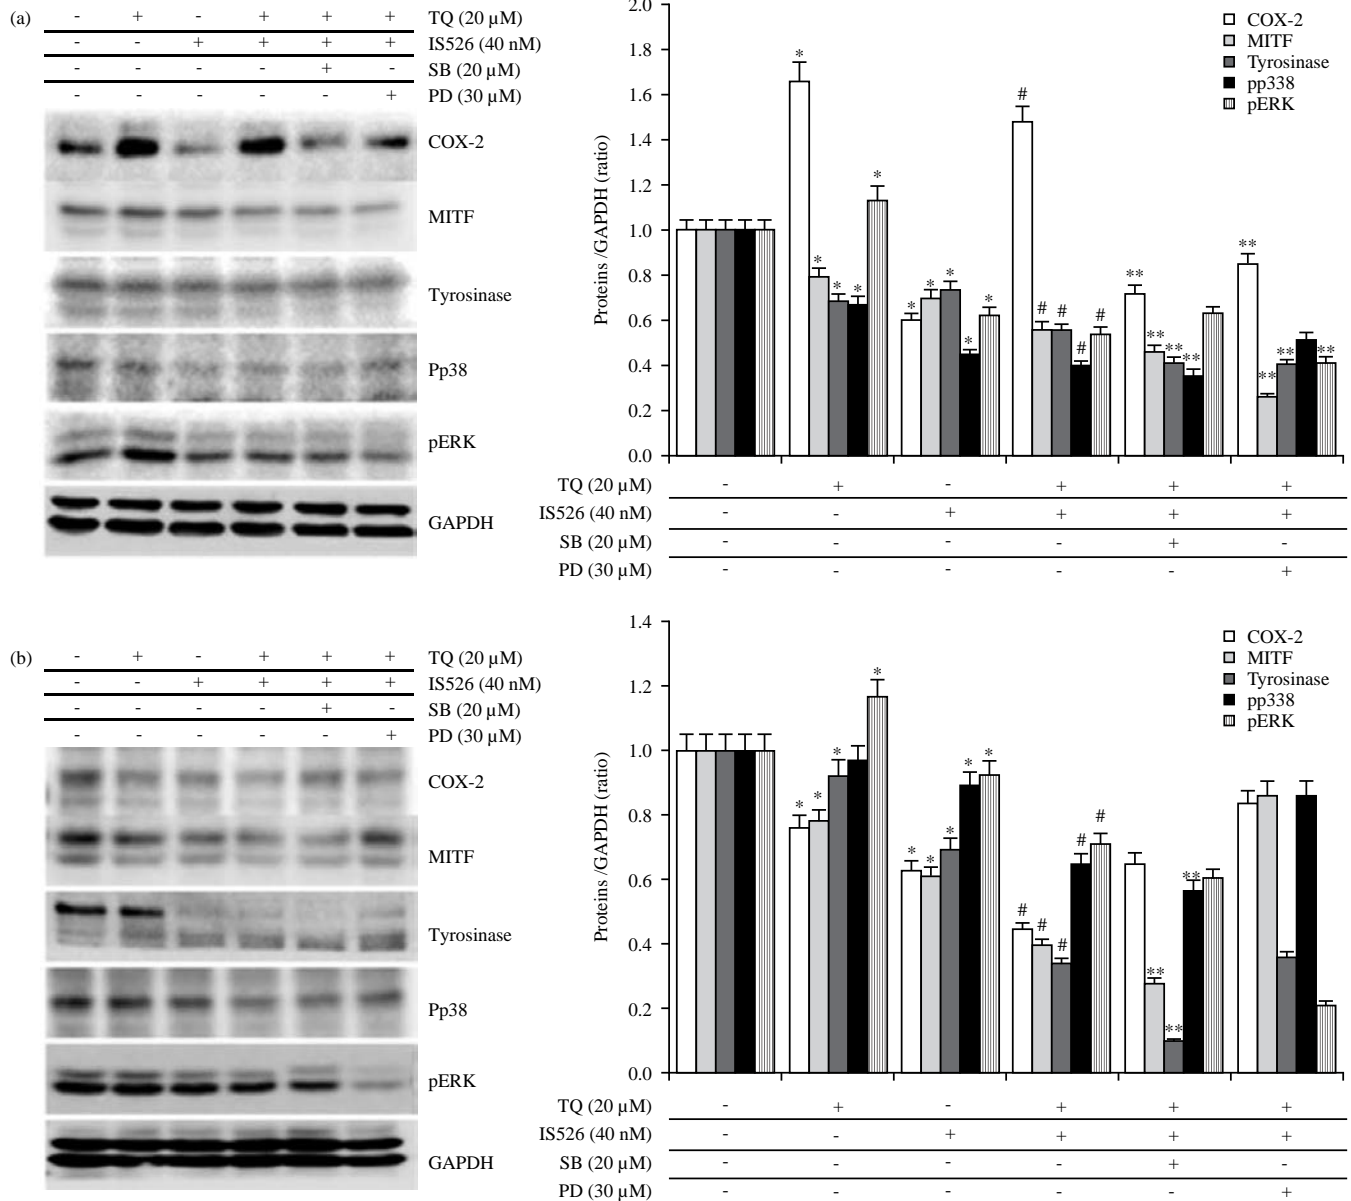 (a) - + - + + + TQ (20 µM)
- - + + + + IS526 (40 nM)
- - - - + - SB (20 µM)
- - - - - + PD (30 µM)
COX-2
MITF
Tyrosinase
Pp38
pERK
GAPDH
2.0
1.8
1.6
1.4
1.2
1.0
0.8
0.6
0.4
0.2
0.0
Proteins /GAPDH (ratio)
COX-2
MITF
Tyrosinase
pp338
pERK
* * * * *
* * * * *
# # # # #
** ** ** **
** ** ** **
TQ (20 µM) - + - + + +
IS526 (40 nM) - - + + + +
SB (20 µM) - - - - + -
PD (30 µM) - - - - - +
(b) - + - + + + TQ (20 µM)
- - + + + + IS526 (40 nM)
- - - - + - SB (20 µM)
- - - - - + PD (30 µM)
COX-2
MITF
Tyrosinase
Pp38
pERK
GAPDH
1.4
1.2
1.0
0.8
0.6
0.4
0.2
0.0
Proteins /GAPDH (ratio)
COX-2
MITF
Tyrosinase
pp338
pERK
* * * *
* * * * *
# # # # #
** ** **
TQ (20 µM) - + - + + +
IS526 (40 nM) - - + + + +
SB (20 µM) - - - - + -
PD (30 µM) - - - - - +